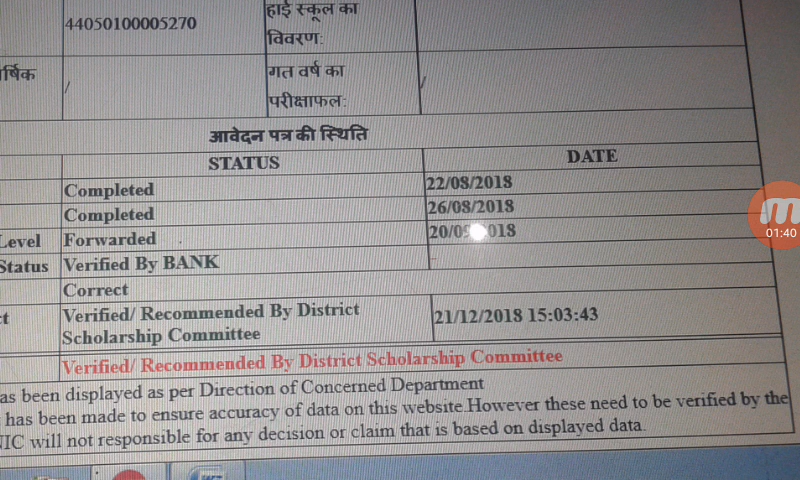 44050100005270
हाई स्कूल का
विवरण:
र्षिक
/
गत वर्ष का
परीक्षाफल:
/
आवेदन पत्र की स्थिति
STATUS DATE
Completed 22/08/2018
Completed 26/08/2018
Level Forwarded 20/09 018
Status Verified By BANK
Correct
t Verified/ Recommended By District
Scholarship Committee
21/12/2018 15:03:43
Verified/ Recommended By District Scholarship Committee
as been displayed as per Direction of Concerned Department
has been made to ensure accuracy of data on this website.However these need to be verified by the
NIC will not responsible for any decision or claim that is based on displayed data.
01:40